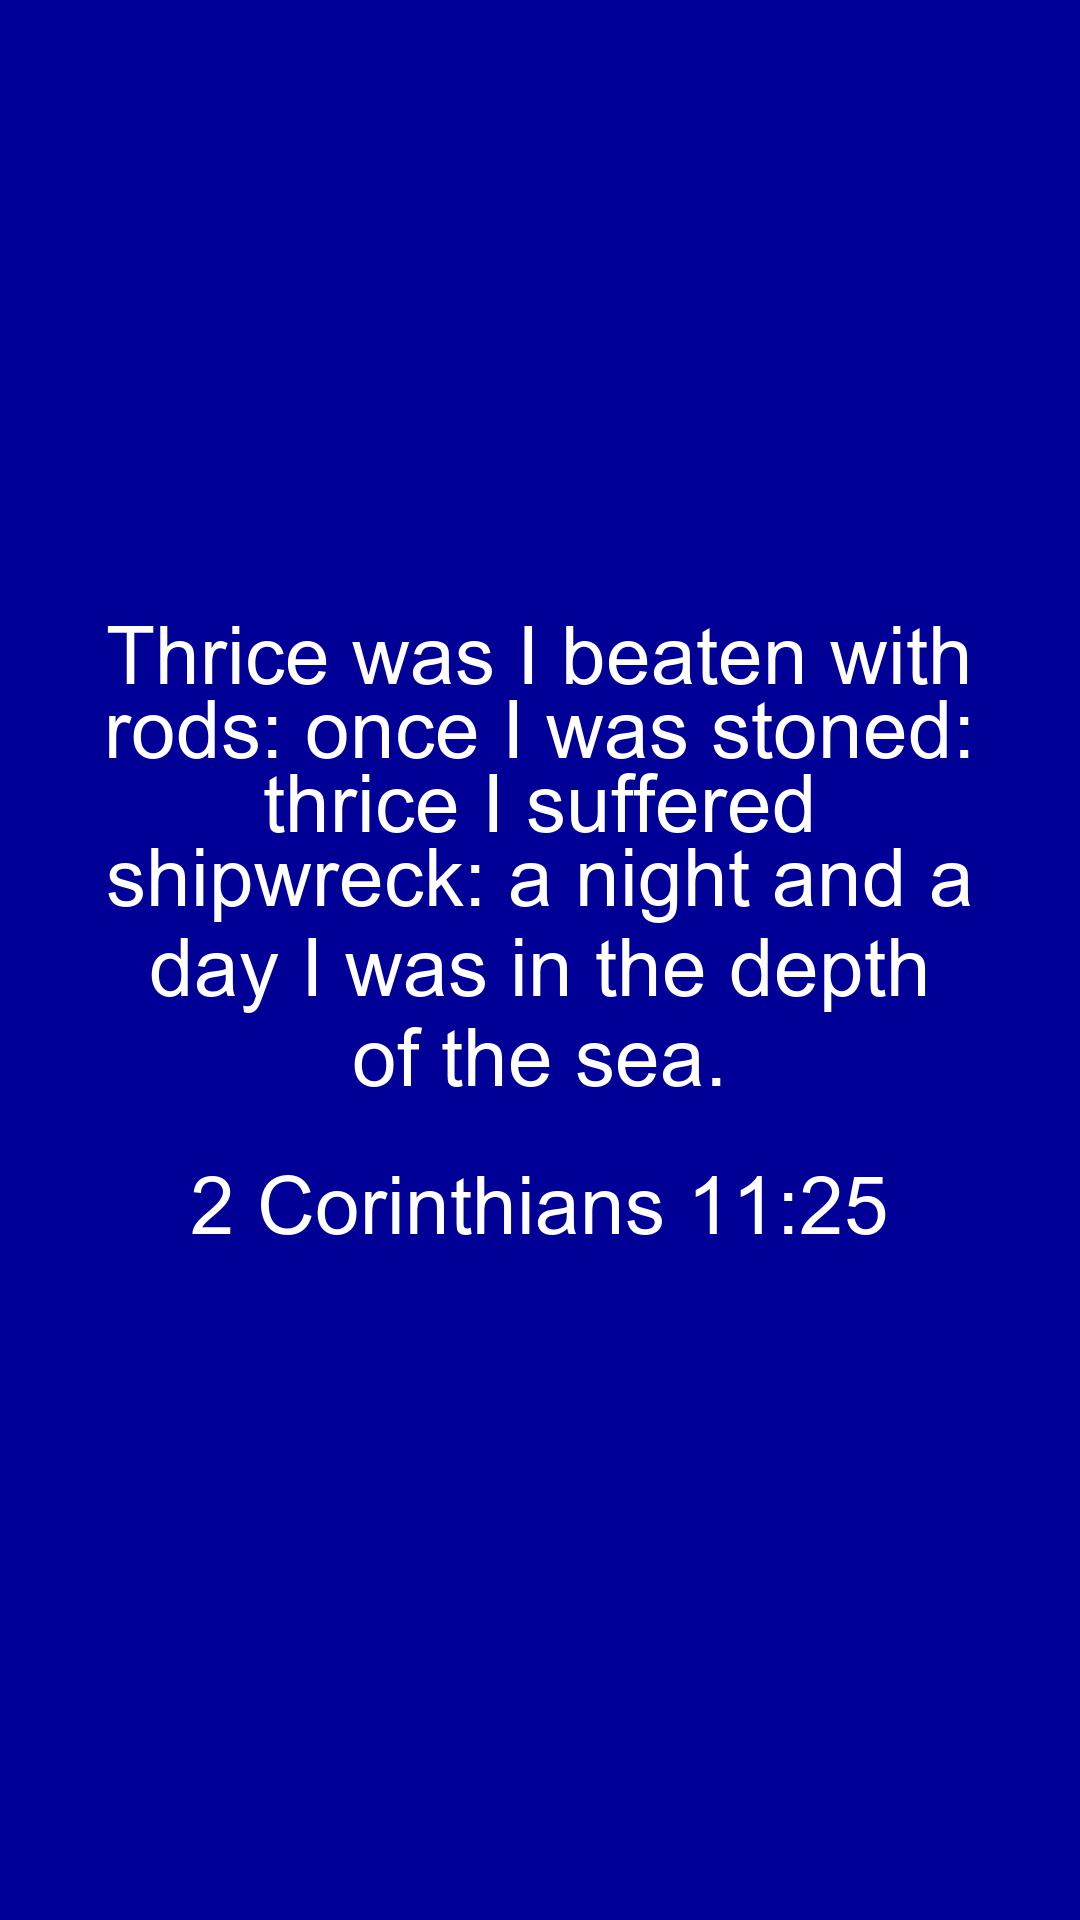 Thrice was I beaten with
rods: once I was stoned:
thrice I suffered
shipwreck: a night and a
day I was in the depth
of the sea.
2 Corinthians 11:25